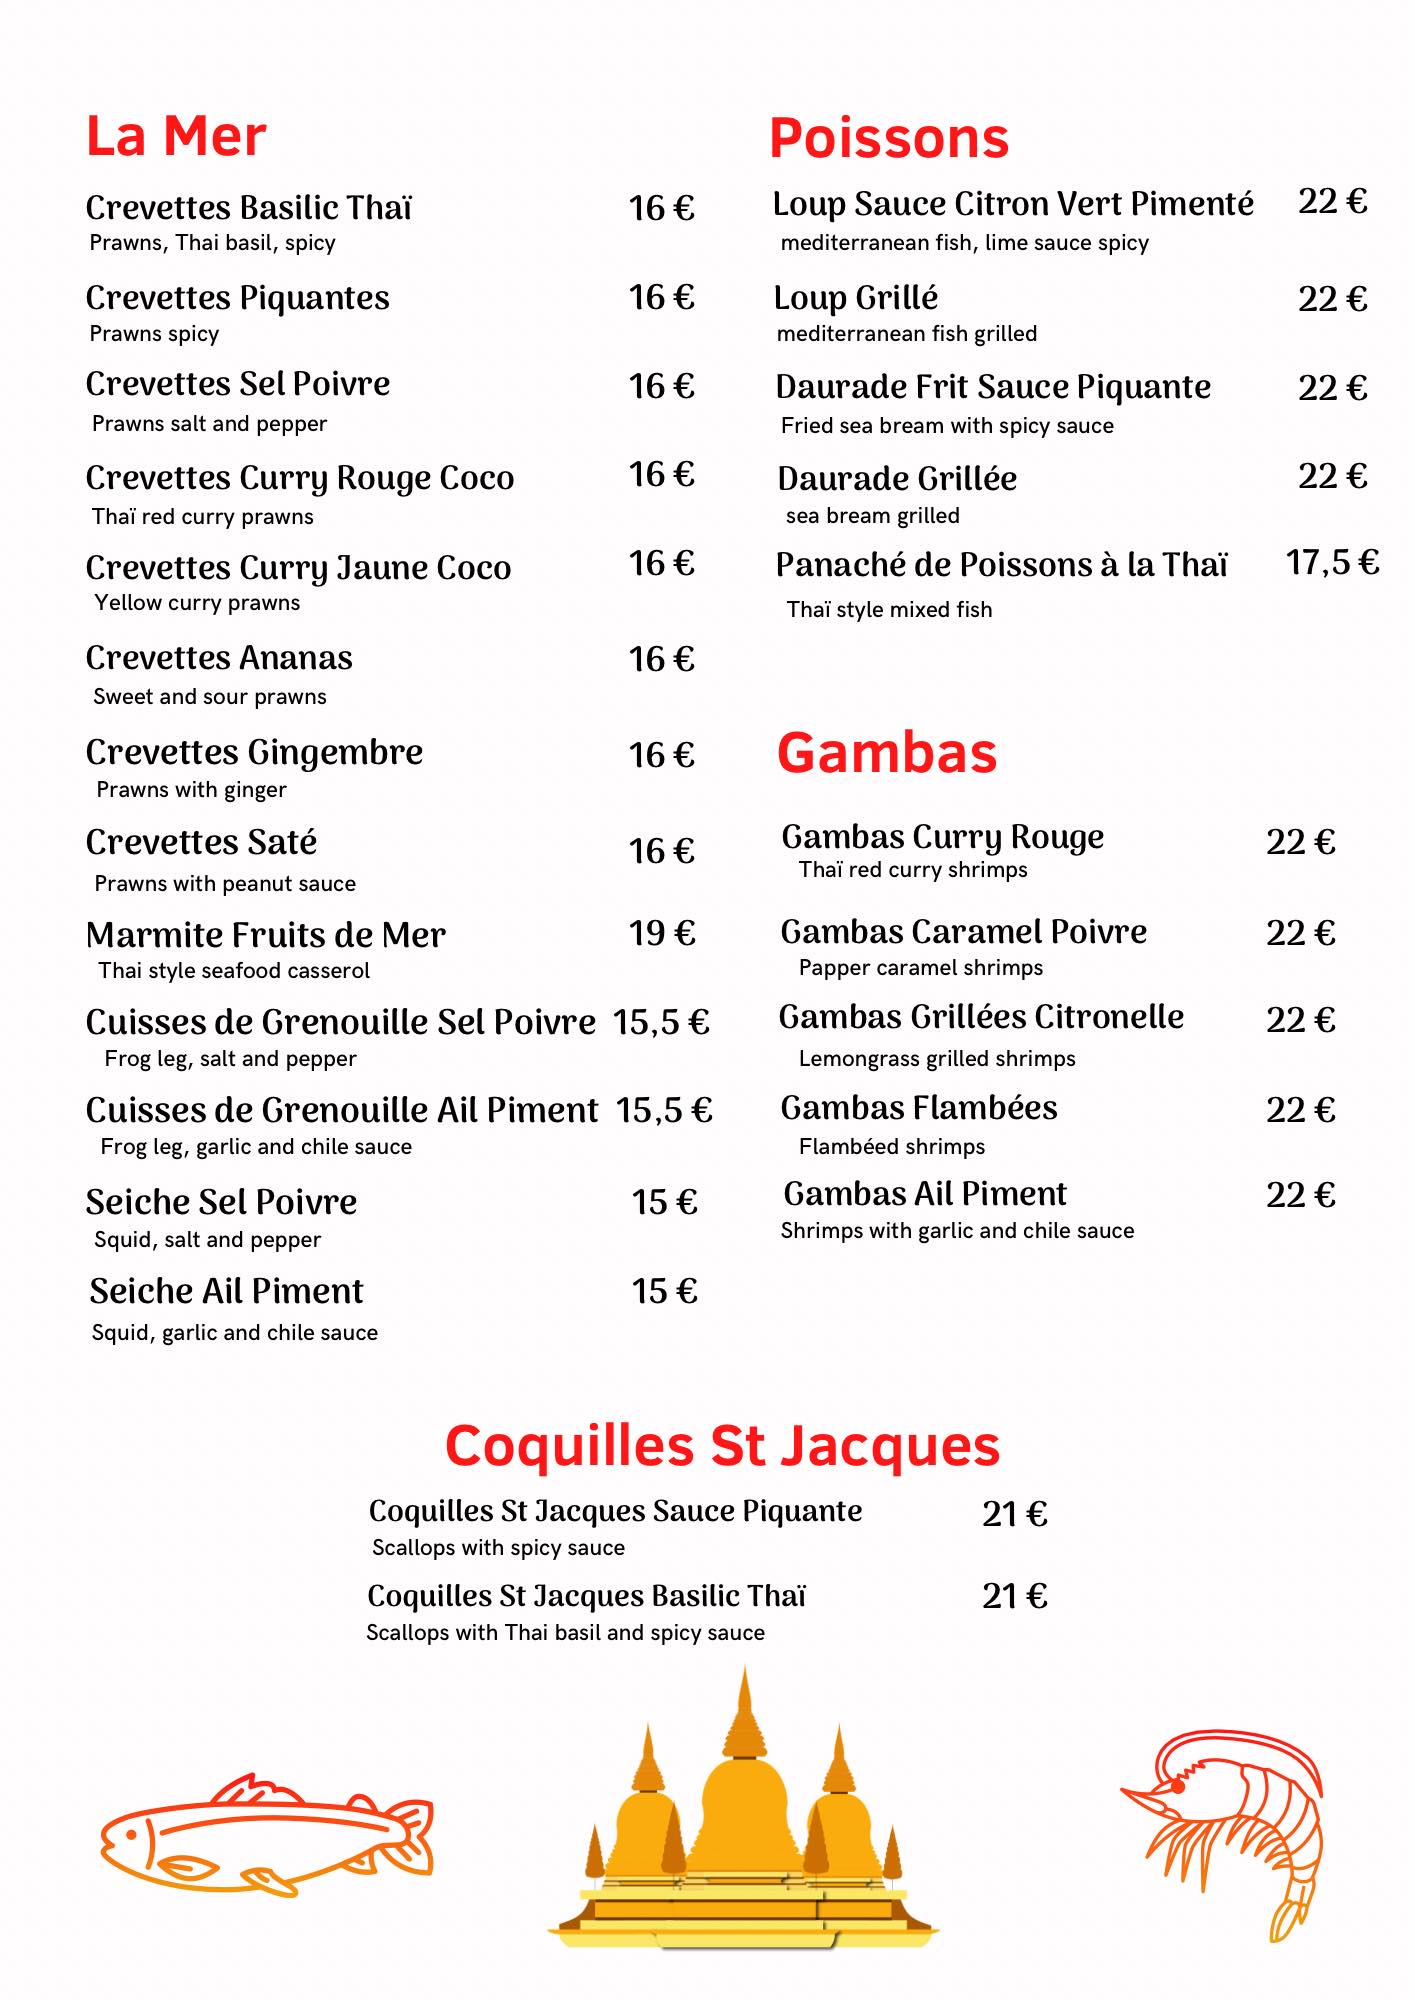 La Mer
Crevettes Basilic Thaï 16 €
Prawns, Thai basil, spicy
Crevettes Piquantes 16 €
Prawns spicy
Crevettes Sel Poivre 16 €
Prawns salt and pepper
Crevettes Curry Rouge Coco 16 €
Thaï red curry prawns
Crevettes Curry Jaune Coco 16 €
Yellow curry prawns
Crevettes Ananas 16 €
Sweet and sour prawns
Crevettes Gingembre 16 €
Prawns with ginger
Crevettes Saté 16 €
Prawns with peanut sauce
Marmite Fruits de Mer 19 €
Thai style seafood casserol
Cuisses de Grenouille Sel Poivre 15,5 €
Frog leg, salt and pepper
Cuisses de Grenouille Ail Piment 15,5 €
Frog leg, garlic and chile sauce
Seiche Sel Poivre 15 €
Squid, salt and pepper
Seiche Ail Piment 15 €
Squid, garlic and chile sauce
Poissons
Loup Sauce Citron Vert Pimenté 22 €
mediterranean fish, lime sauce spicy
Loup Grillé 22 €
mediterranean fish grilled
Daurade Frit Sauce Piquante 22 €
Fried sea bream with spicy sauce
Daurade Grillée 22 €
sea bream grilled
Panaché de Poissons à la Thaï 17,5 €
Thaï style mixed fish
Gambas
Gambas Curry Rouge 22 €
Thaï red curry shrimps
Gambas Caramel Poivre 22 €
Papper caramel shrimps
Gambas Grillées Citronelle 22 €
Lemongrass grilled shrimps
Gambas Flambées 22 €
Flambéed shrimps
Gambas Ail Piment 22 €
Shrimps with garlic and chile sauce
Coquilles St Jacques
Coquilles St Jacques Sauce Piquante 21 €
Scallops with spicy sauce
Coquilles St Jacques Basilic Thaï 21 €
Scallops with Thai basil and spicy sauce